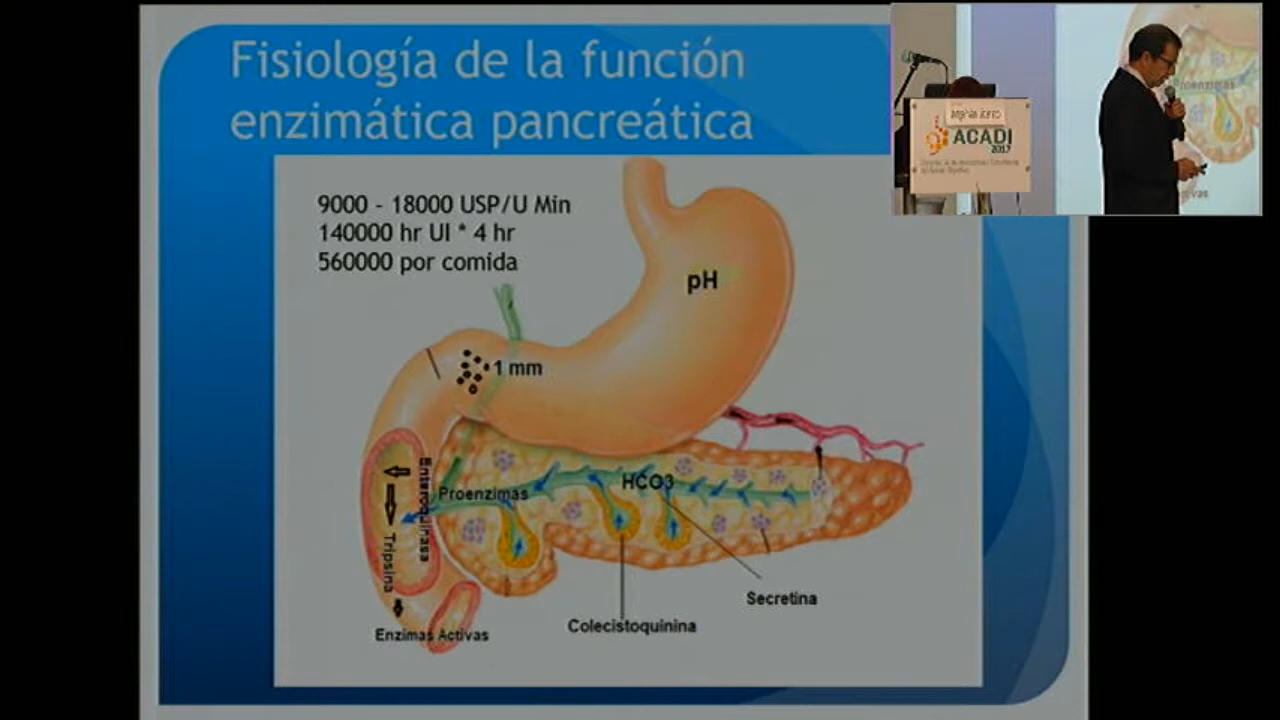 Fisiología de la función
enzimática pancreática
9000 - 18000 USP/U Min
140000 hr UI * 4 hr
560000 por comida
pH
1 mm
HCO3
Proenzimas
Enteroquinasa
Tripsina
Secretina
Colecistoquinina
Enzimas Activas
ACADI
2017
Proenzimas